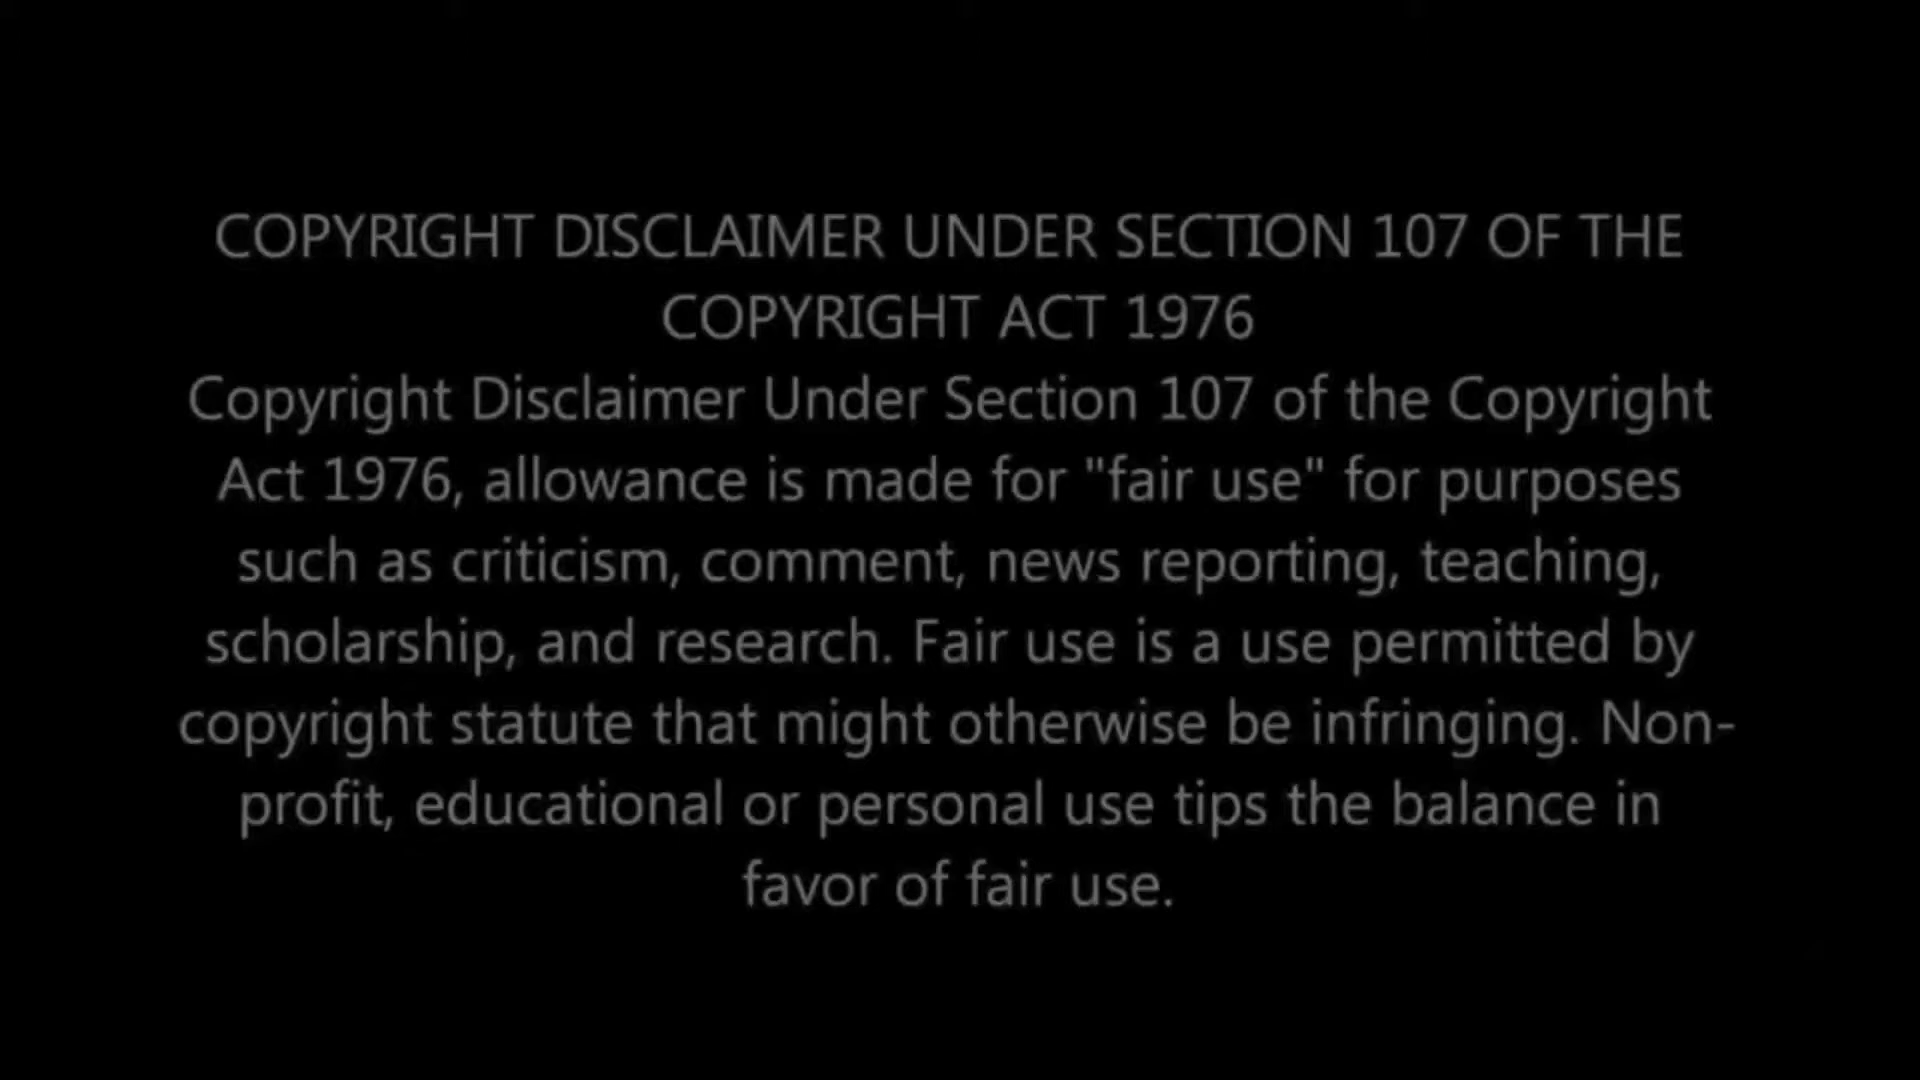 COPYRIGHT DISCLAIMER UNDER SECTION 107 OF THE
COPYRIGHT ACT 1976
Copyright Disclaimer Under Section 107 of the Copyright
Act 1976, allowance is made for "fair use" for purposes
such as criticism, comment, news reporting, teaching,
scholarship, and research. Fair use is a use permitted by
copyright statute that might otherwise be infringing. Non-
profit, educational or personal use tips the balance in
favor of fair use.